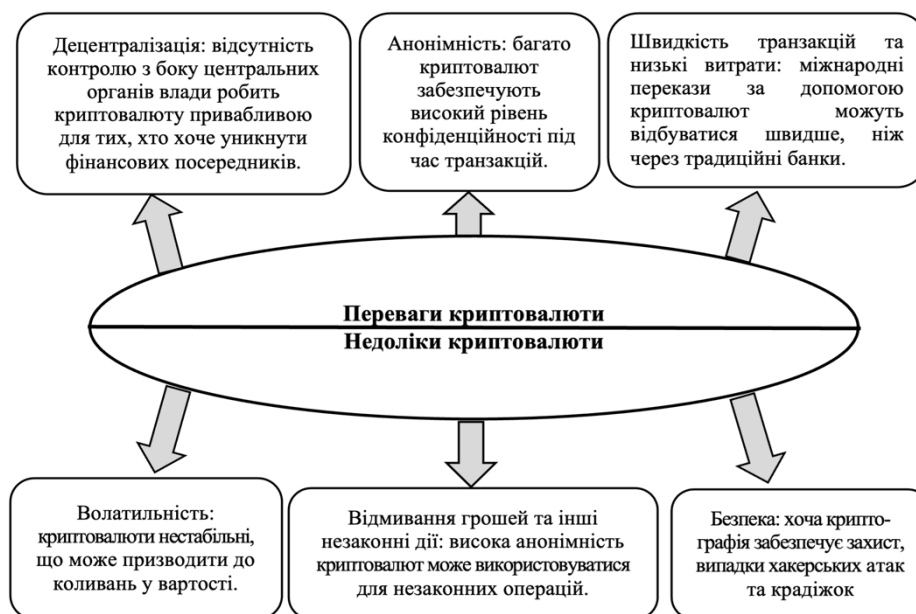 Децентралізація: відсутність
контролю з боку центральних
органів влади робить
криптовалюту привабливою
для тих, хто хоче уникнути
фінансових посередників.
Анонімність: багато
криптовалют
забезпечують
високий рівень
конфіденційності під
час транзакцій.
Швидкість транзакцій та
низькі витрати: міжнародні
перекази за допомогою
криптовалют можуть
відбуватися швидше, ніж
через традиційні банки.
Переваги криптовалюти
Недоліки криптовалюти
Волатильність:
криптовалюти нестабільні,
що може призводити до
коливань у вартості.
Відмивання грошей та інші
незаконні дії: висока анонімність
криптовалют може використовуватися
для незаконних операцій.
Безпека: хоча крипто-
графія забезпечує захист,
випадки хакерських атак
та крадіжок